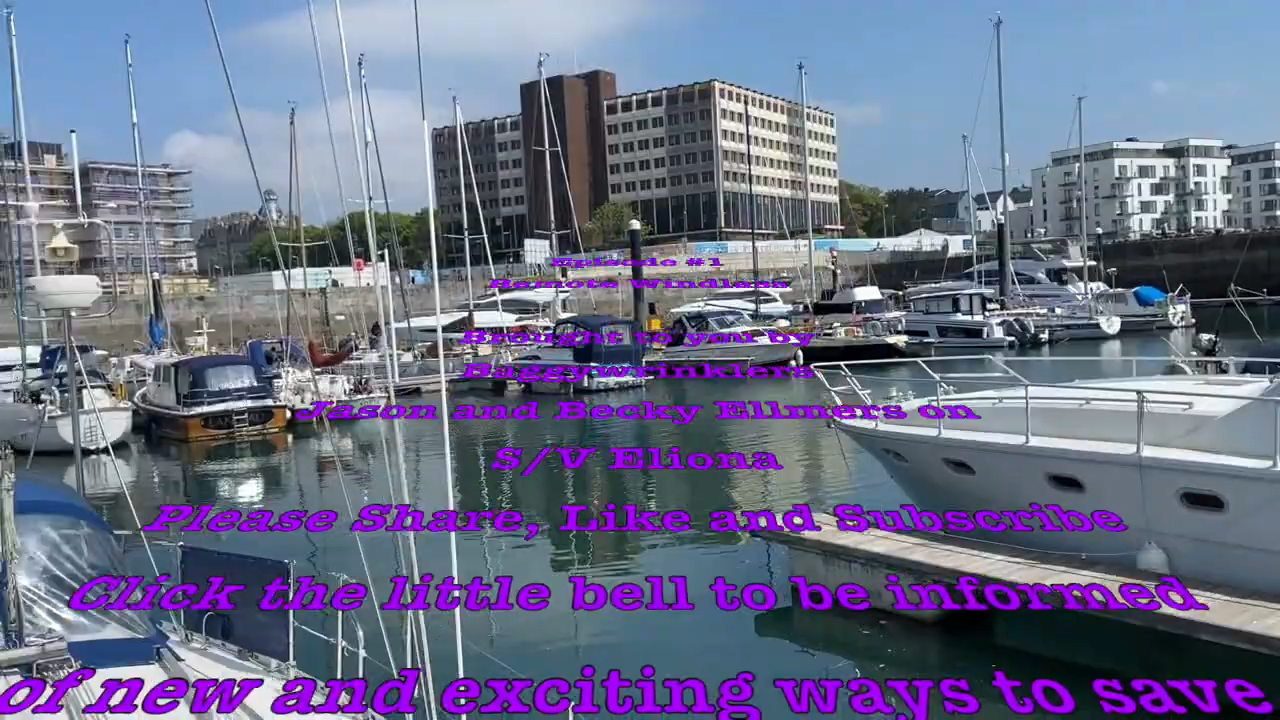 Episode #1
Remote Windlass
Brought to you by
Baggywrinklers
Jason and Becky Ellmers on
S/V Eliona
Please Share, Like and Subscribe
Click the little bell to be informed
of new and exciting ways to save